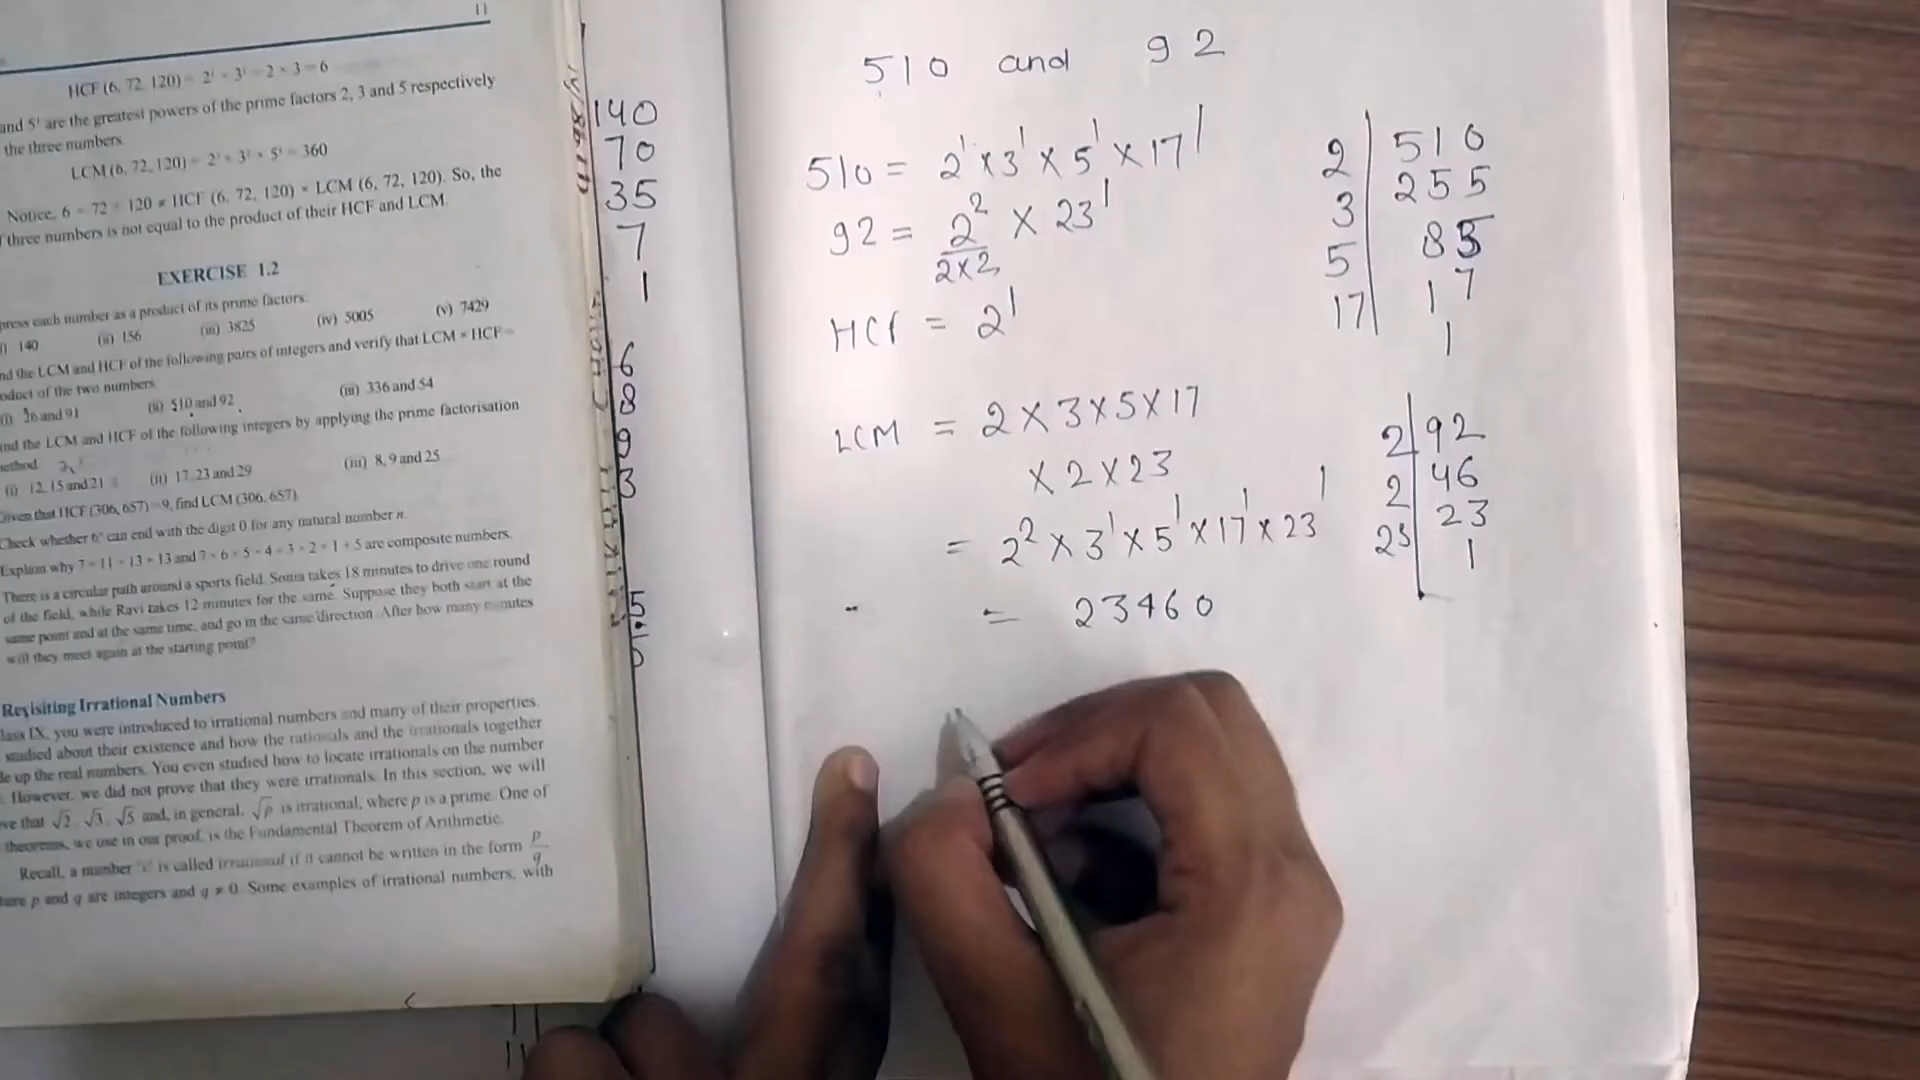 11
HCF (6, 72, 120) = 2¹ × 3¹ = 2 × 3 = 6
and 5¹ are the greatest powers of the prime factors 2, 3 and 5 respectively
the three numbers.
LCM (6, 72, 120) = 2³ × 3² × 5¹ = 360
Notice, 6 × 72 × 120 ≠ HCF (6, 72, 120) × LCM (6, 72, 120). So, the
three numbers is not equal to the product of their HCF and LCM.
EXERCISE 1.2
press each number as a product of its prime factors:
140 (ii) 156 (iii) 3825 (iv) 5005 (v) 7429
nd the LCM and HCF of the following pairs of integers and verify that LCM × HCF =
oduct of the two numbers.
(i) 26 and 91 (ii) 510 and 92 (iii) 336 and 54
nd the LCM and HCF of the following integers by applying the prime factorisation
method.
(i) 12, 15 and 21 (ii) 17, 23 and 29 (iii) 8, 9 and 25
Given that HCF (306, 657) = 9, find LCM (306, 657).
Check whether 6ⁿ can end with the digit 0 for any natural number n.
Explain why 7 × 11 × 13 + 13 and 7 × 6 × 5 × 4 × 3 × 2 × 1 + 5 are composite numbers.
There is a circular path around a sports field. Sonia takes 18 minutes to drive one round
of the field, while Ravi takes 12 minutes for the same. Suppose they both start at the
same point and at the same time, and go in the same direction. After how many minutes
will they meet again at the starting point?
Revisiting Irrational Numbers
lass IX, you were introduced to irrational numbers and many of their properties.
studied about their existence and how the rationals and the irrationals together
de up the real numbers. You even studied how to locate irrationals on the number
However, we did not prove that they were irrationals. In this section, we will
ve that √2, √3, √5 and, in general, √p is irrational, where p is a prime. One of
theorems, we use in our proof, is the Fundamental Theorem of Arithmetic.
Recall, a number 's' is called irrational if it cannot be written in the form p/q
here p and q are integers and q ≠ 0. Some examples of irrational numbers, with
140
70
35
7
1
6
8
9
3
5
510 and 92
510 = 2¹ × 3¹ × 5¹ × 17¹
92 = 2² × 23¹
2×2
HCF = 2¹
LCM = 2 × 3 × 5 × 17
× 2 × 23
= 2² × 3¹ × 5¹ × 17¹ × 23¹
= 23460
2 | 510
3 | 255
5 | 85
17 | 17
1
2 | 92
2 | 46
23 | 23
1